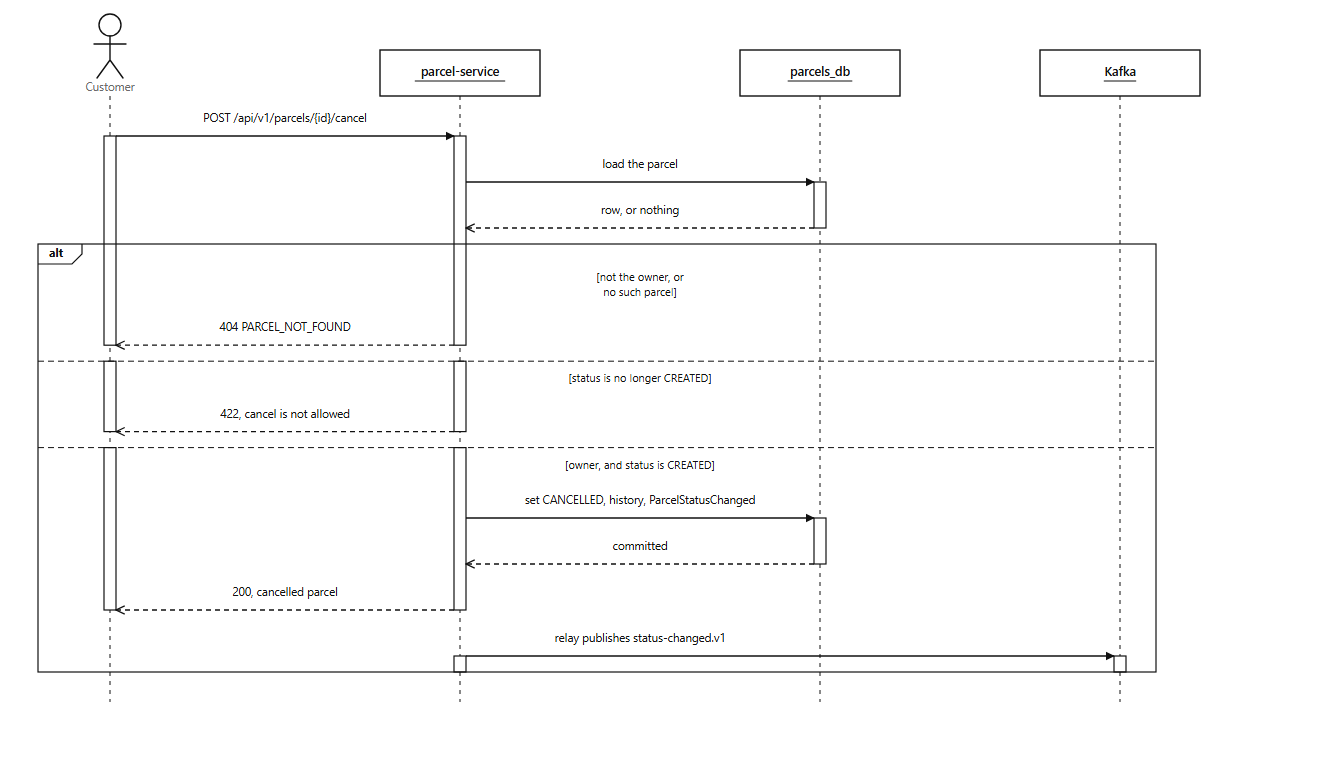 Customer
parcel-service
parcels_db
Kafka
POST /api/v1/parcels/{id}/cancel
load the parcel
row, or nothing
alt
[not the owner, or
no such parcel]
404 PARCEL_NOT_FOUND
[status is no longer CREATED]
422, cancel is not allowed
[owner, and status is CREATED]
set CANCELLED, history, ParcelStatusChanged
committed
200, cancelled parcel
relay publishes status-changed.v1